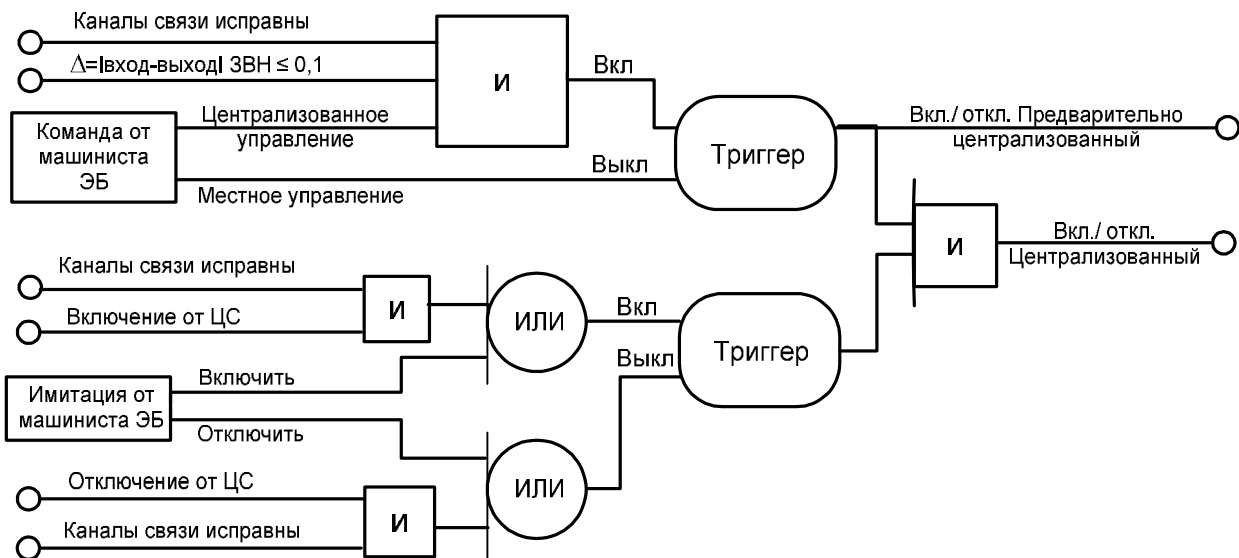 Каналы связи исправны
Δ=|вход-выход| ЗВН ≤ 0,1
И
Вкл
Команда от
машиниста
ЭБ
Централизованное
управление
Местное управление
Выкл
Триггер
Вкл./ откл. Предварительно
централизованный
И
Вкл./ откл.
Централизованный
Каналы связи исправны
Включение от ЦС
И
ИЛИ
Вкл
Выкл
Триггер
Имитация от
машиниста ЭБ
Включить
Отключить
Отключение от ЦС
Каналы связи исправны
И
ИЛИ